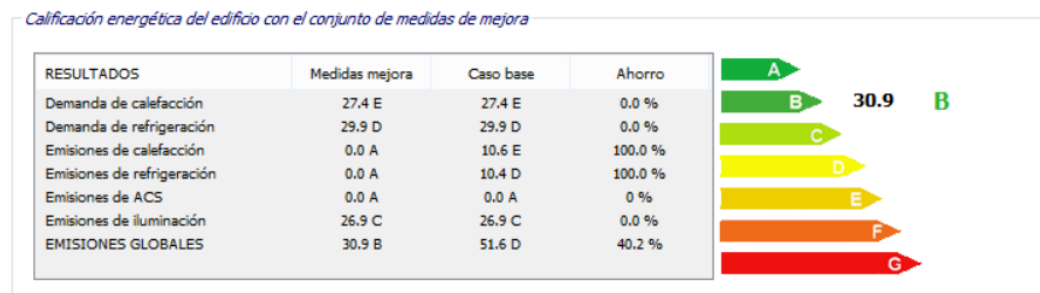 Calificación energética del edificio con el conjunto de medidas de mejora
RESULTADOS Medidas mejora Caso base Ahorro
Demanda de calefacción 27.4 E 27.4 E 0.0 %
Demanda de refrigeración 29.9 D 29.9 D 0.0 %
Emisiones de calefacción 0.0 A 10.6 E 100.0 %
Emisiones de refrigeración 0.0 A 10.4 D 100.0 %
Emisiones de ACS 0.0 A 0.0 A 0 %
Emisiones de iluminación 26.9 C 26.9 C 0.0 %
EMISIONES GLOBALES 30.9 B 51.6 D 40.2 %
A
B 30.9 B
C
D
E
F
G